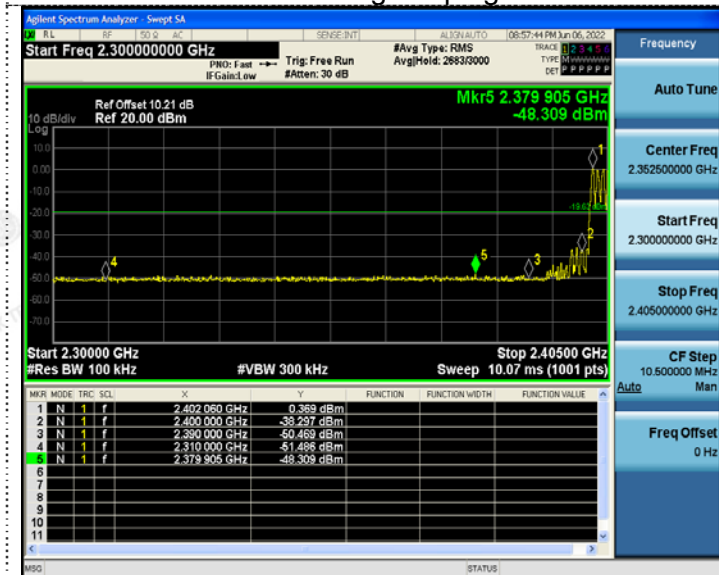 Agilent Spectrum Analyzer - Swept SA
RL RF 50 Ω AC SENSE:INT ALIGN AUTO 08:57:44 PM Jun 06, 2022
Start Freq 2.300000000 GHz
PNO: Fast
IFGain:Low
Trig: Free Run
#Atten: 30 dB
#Avg Type: RMS
Avg|Hold: 2683/3000
TRACE 1 2 3 4 5 6
TYPE M
DET P P P P P P
Frequency
Auto Tune
Center Freq
2.352500000 GHz
Start Freq
2.300000000 GHz
Stop Freq
2.405000000 GHz
CF Step
10.500000 MHz
Auto Man
Freq Offset
0 Hz
Mkr5 2.379 905 GHz
-48.309 dBm
Ref Offset 10.21 dB
10 dB/div Ref 20.00 dBm
Log
10.0
0.00
-10.0
-20.0
-30.0
-40.0
-50.0
-60.0
-70.0
1
2
3
4
5
Start 2.30000 GHz Stop 2.40500 GHz
#Res BW 100 kHz #VBW 300 kHz Sweep 10.07 ms (1001 pts)
MKR MODE TRC SCL X Y FUNCTION FUNCTION WIDTH FUNCTION VALUE
1 N 1 f 2.402 060 GHz 0.369 dBm
2 N 1 f 2.400 000 GHz -38.297 dBm
3 N 1 f 2.390 000 GHz -50.469 dBm
4 N 1 f 2.310 000 GHz -51.486 dBm
5 N 1 f 2.379 905 GHz -48.309 dBm
6
7
8
9
10
11
MSG STATUS